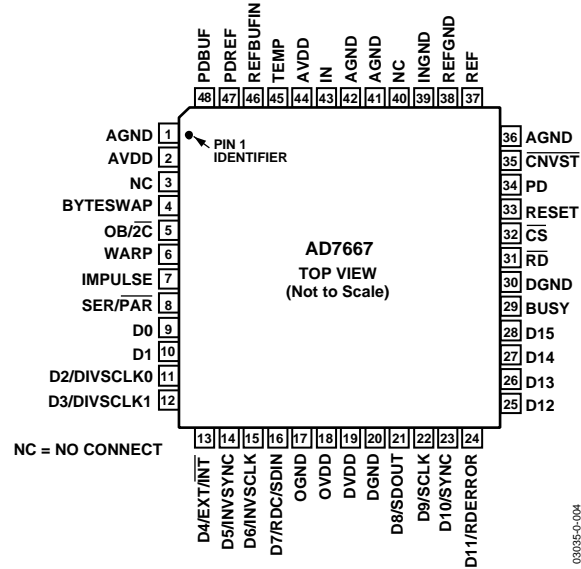 PDBUF
PDREF
REFBUFIN
TEMP
AVDD
IN
AGND
AGND
NC
INGND
REFGND
REF
48 47 46 45 44 43 42 41 40 39 38 37
AGND 1
AVDD 2
NC 3
BYTESWAP 4
OB/2̅C̅ 5
WARP 6
IMPULSE 7
SER/P̅A̅R̅ 8
D0 9
D1 10
D2/DIVSCLK0 11
D3/DIVSCLK1 12
PIN 1
IDENTIFIER
AD7667
TOP VIEW
(Not to Scale)
36 AGND
35 C̅N̅V̅S̅T̅
34 PD
33 RESET
32 C̅S̅
31 R̅D̅
30 DGND
29 BUSY
28 D15
27 D14
26 D13
25 D12
NC = NO CONNECT
13 14 15 16 17 18 19 20 21 22 23 24
D4/EXT/I̅N̅T̅
D5/INVSYNC
D6/INVSCLK
D7/RDC/SDIN
OGND
OVDD
DVDD
DGND
D8/SDOUT
D9/SCLK
D10/SYNC
D11/RDERROR
03035-0-004